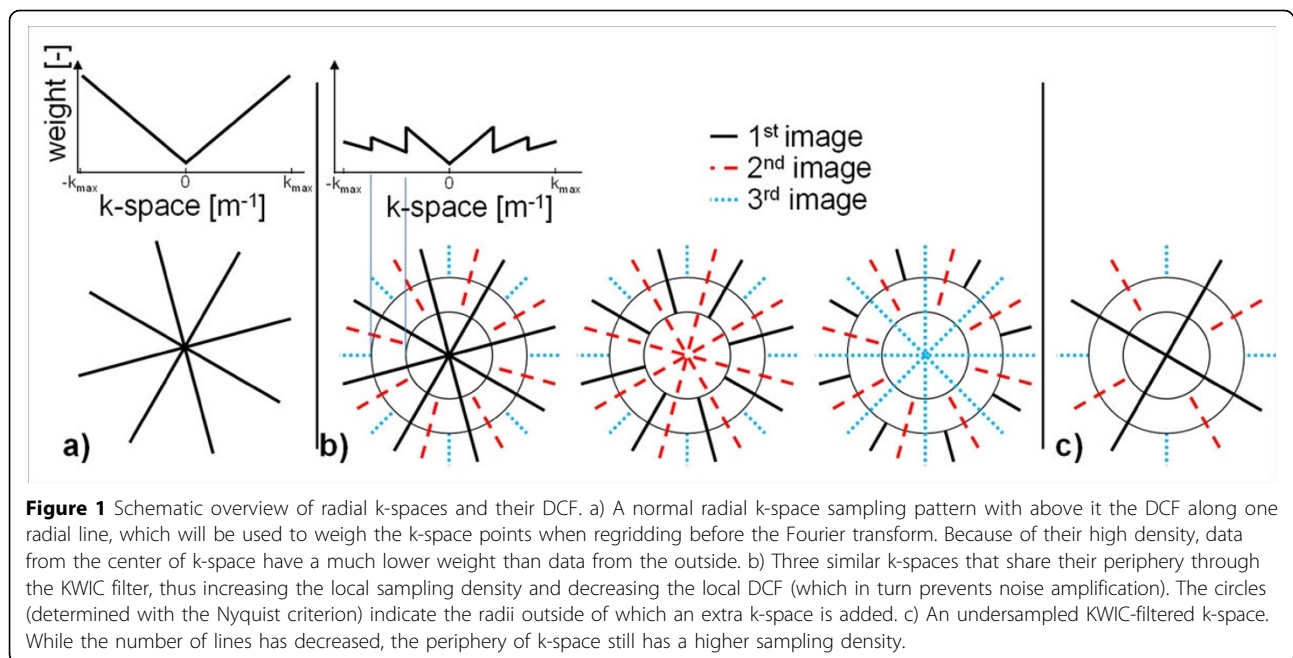 weight [-]
-kmax 0 kmax
k-space [m-1]
-kmax 0 kmax
k-space [m-1]
1st image
2nd image
3rd image
a)
b)
c)
Figure 1 Schematic overview of radial k-spaces and their DCF. a) A normal radial k-space sampling pattern with above it the DCF along one
radial line, which will be used to weigh the k-space points when regridding before the Fourier transform. Because of their high density, data
from the center of k-space have a much lower weight than data from the outside. b) Three similar k-spaces that share their periphery through
the KWIC filter, thus increasing the local sampling density and decreasing the local DCF (which in turn prevents noise amplification). The circles
(determined with the Nyquist criterion) indicate the radii outside of which an extra k-space is added. c) An undersampled KWIC-filtered k-space.
While the number of lines has decreased, the periphery of k-space still has a higher sampling density.